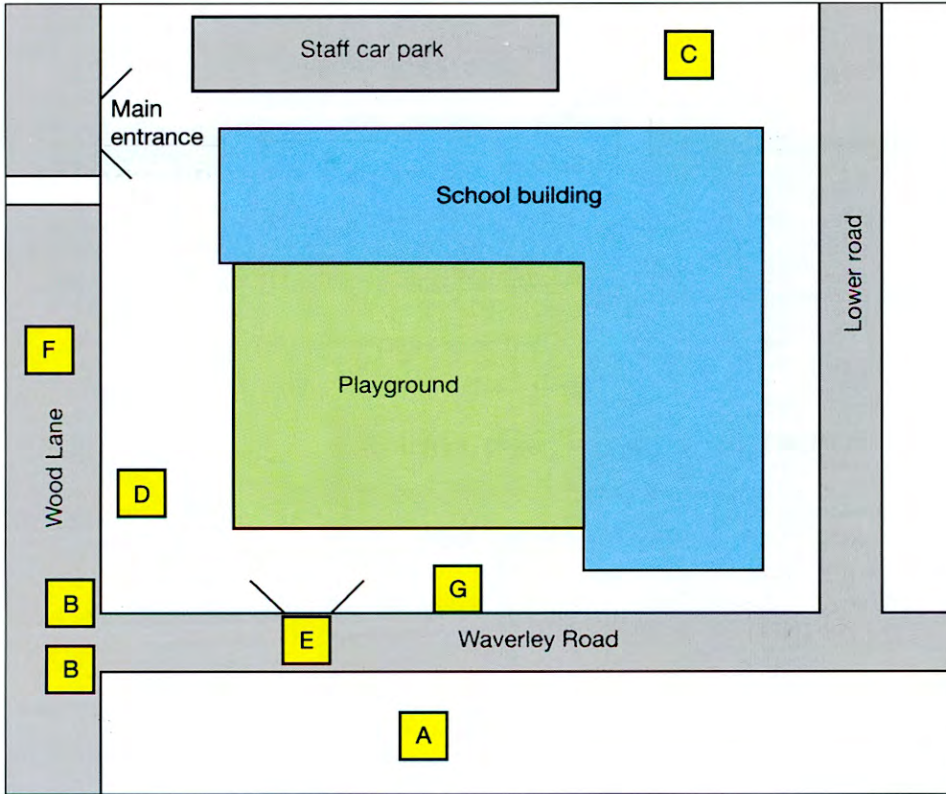 Staff car park
C
Main
entrance
School building
Lower road
F
Playground
Wood Lane
D
B
G
E
Waverley Road
B
A